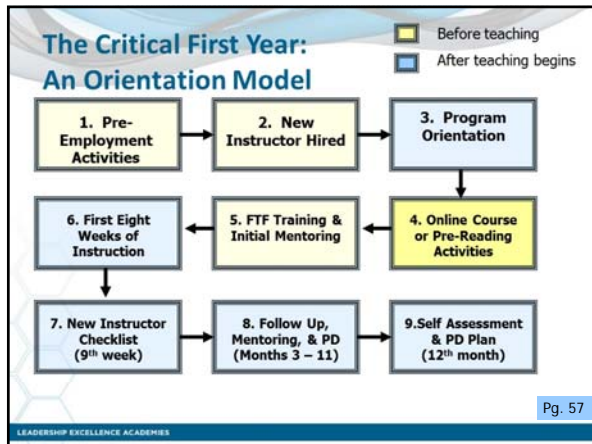 The Critical First Year:
An Orientation Model
Before teaching
After teaching begins
1. Pre-
Employment
Activities
2. New
Instructor Hired
3. Program
Orientation
4. Online Course
or Pre-Reading
Activities
5. FTF Training &
Initial Mentoring
6. First Eight
Weeks of
Instruction
7. New Instructor
Checklist
(9th week)
8. Follow Up,
Mentoring, & PD
(Months 3 – 11)
9.Self Assessment
& PD Plan
(12th month)
Pg. 57
LEADERSHIP EXCELLENCE ACADEMIES